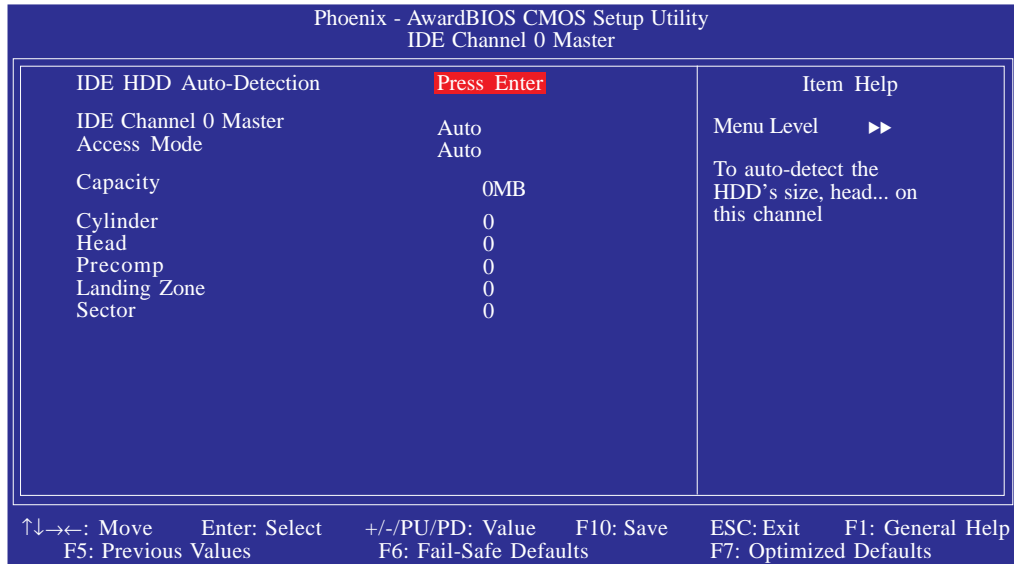 Phoenix - AwardBIOS CMOS Setup Utility
IDE Channel 0 Master
IDE HDD Auto-Detection Press Enter
IDE Channel 0 Master Auto
Access Mode Auto
Capacity 0MB
Cylinder 0
Head 0
Precomp 0
Landing Zone 0
Sector 0
Item Help
Menu Level ▶▶
To auto-detect the
HDD’s size, head... on
this channel
↑↓→←: Move Enter: Select +/-/PU/PD: Value F10: Save ESC: Exit F1: General Help
F5: Previous Values F6: Fail-Safe Defaults F7: Optimized Defaults